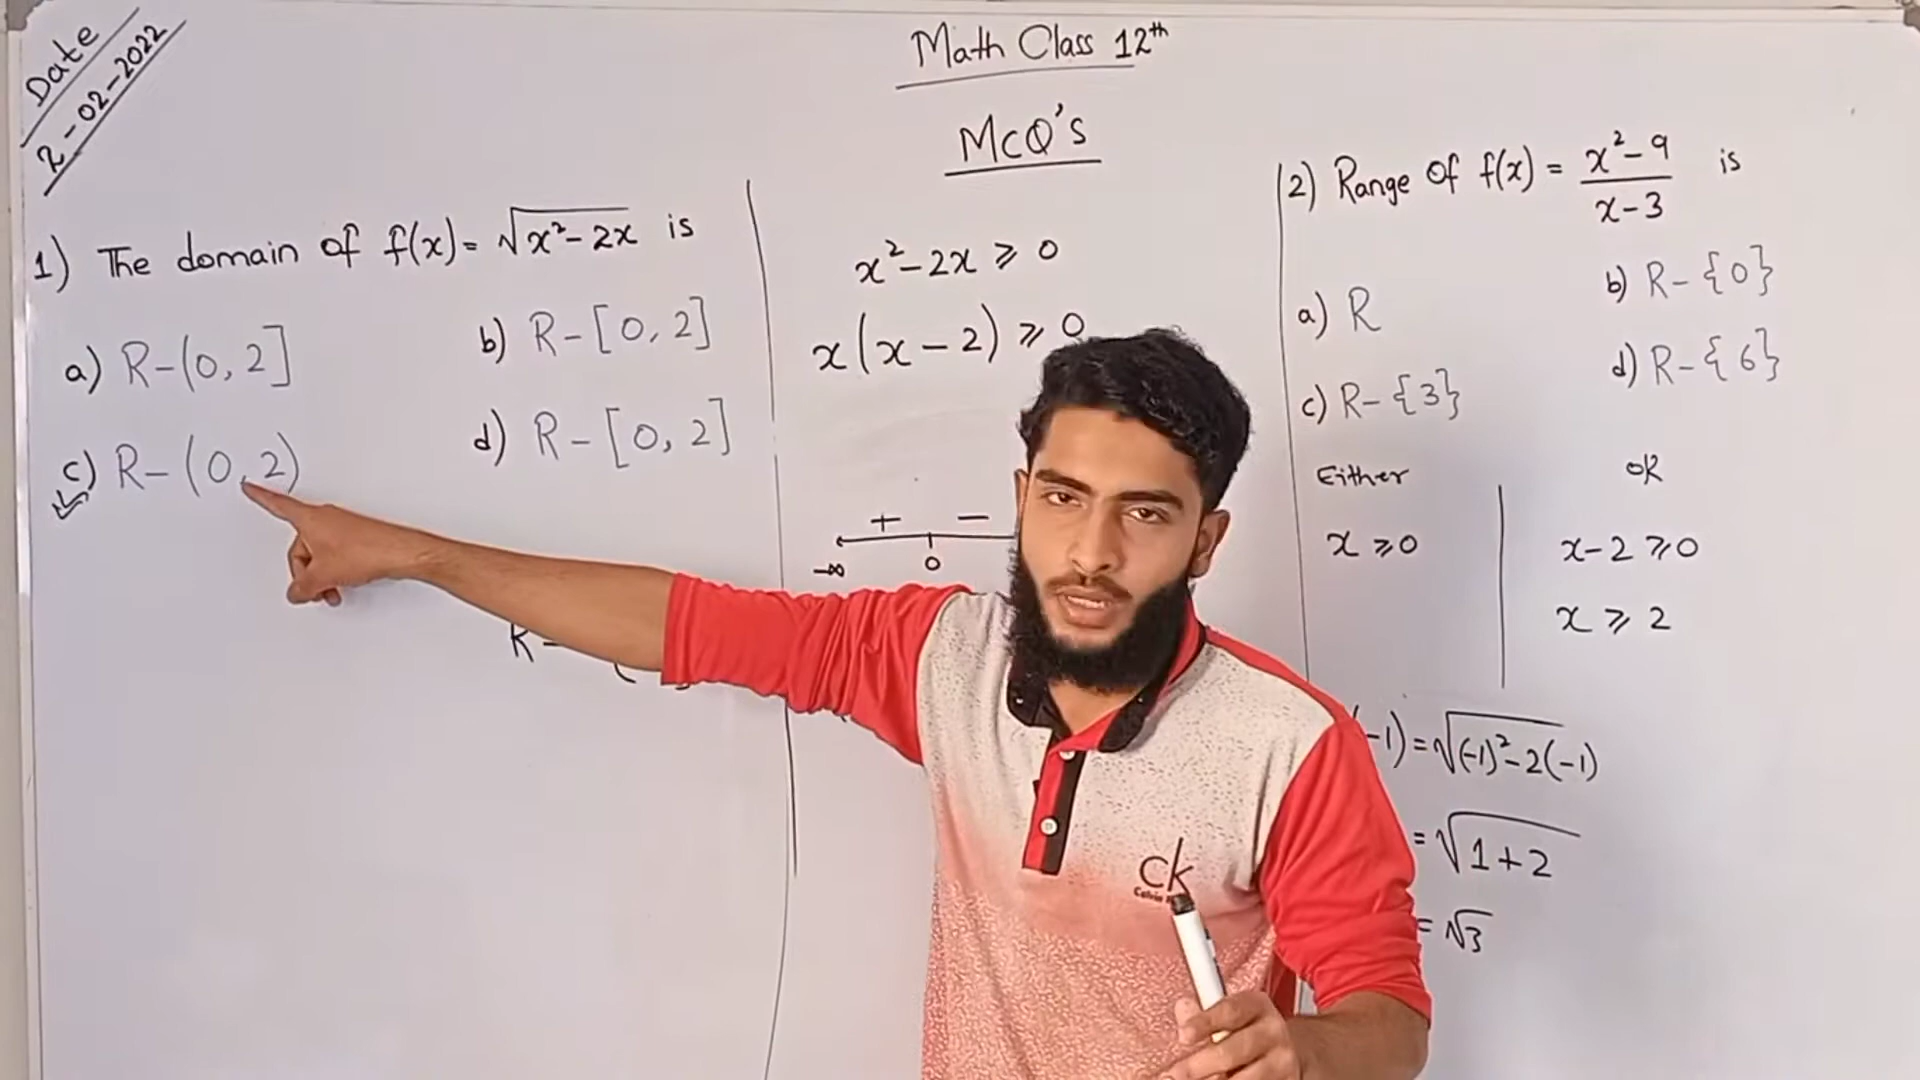 Date
2-02-2022
Math Class 12th
MCQ's
1) The domain of f(x)= √x²-2x is
a) R-(0, 2]
b) R-[0, 2]
c) R-(0, 2)
d) R-[0, 2]
x²-2x ⩾ 0
x(x-2) ⩾ 0
+ -
-∞ 0
R-
2) Range of f(x) = x²-9 / x-3 is
a) R
b) R-{0}
c) R-{3}
d) R-{6}
Either OR
x ⩾ 0
x-2 ⩾ 0
x ⩾ 2
-1)=√(-1)²-2(-1)
= √1+2
= √3
ck